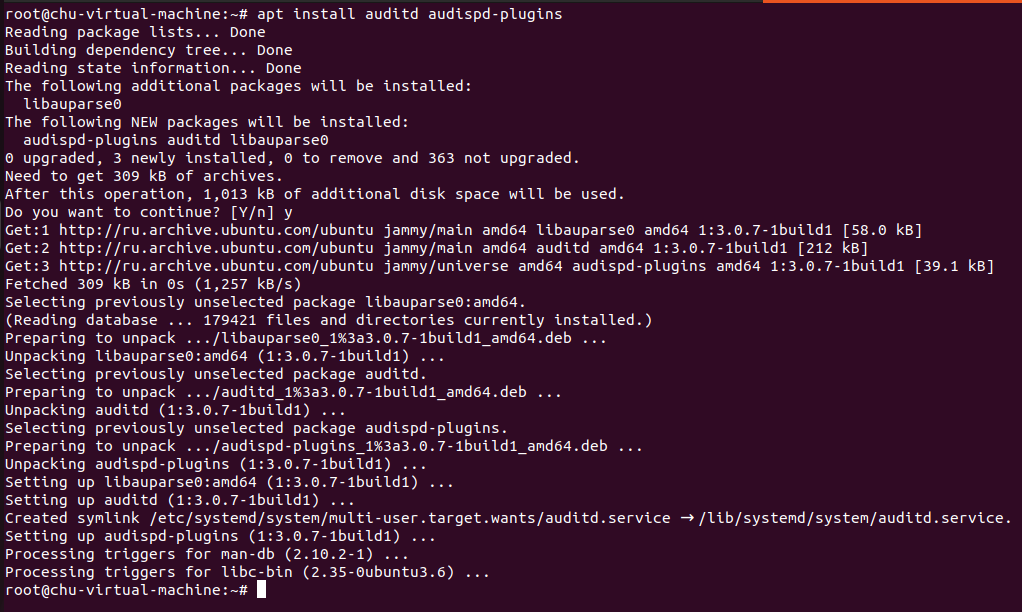 root@chu-virtual-machine:~# apt install auditd audispd-plugins
Reading package lists... Done
Building dependency tree... Done
Reading state information... Done
The following additional packages will be installed:
  libauparse0
The following NEW packages will be installed:
  audispd-plugins auditd libauparse0
0 upgraded, 3 newly installed, 0 to remove and 363 not upgraded.
Need to get 309 kB of archives.
After this operation, 1,013 kB of additional disk space will be used.
Do you want to continue? [Y/n] y
Get:1 http://ru.archive.ubuntu.com/ubuntu jammy/main amd64 libauparse0 amd64 1:3.0.7-1build1 [58.0 kB]
Get:2 http://ru.archive.ubuntu.com/ubuntu jammy/main amd64 auditd amd64 1:3.0.7-1build1 [212 kB]
Get:3 http://ru.archive.ubuntu.com/ubuntu jammy/universe amd64 audispd-plugins amd64 1:3.0.7-1build1 [39.1 kB]
Fetched 309 kB in 0s (1,257 kB/s)
Selecting previously unselected package libauparse0:amd64.
(Reading database ... 179421 files and directories currently installed.)
Preparing to unpack .../libauparse0_1%3a3.0.7-1build1_amd64.deb ...
Unpacking libauparse0:amd64 (1:3.0.7-1build1) ...
Selecting previously unselected package auditd.
Preparing to unpack .../auditd_1%3a3.0.7-1build1_amd64.deb ...
Unpacking auditd (1:3.0.7-1build1) ...
Selecting previously unselected package audispd-plugins.
Preparing to unpack .../audispd-plugins_1%3a3.0.7-1build1_amd64.deb ...
Unpacking audispd-plugins (1:3.0.7-1build1) ...
Setting up libauparse0:amd64 (1:3.0.7-1build1) ...
Setting up auditd (1:3.0.7-1build1) ...
Created symlink /etc/systemd/system/multi-user.target.wants/auditd.service → /lib/systemd/system/auditd.service.
Setting up audispd-plugins (1:3.0.7-1build1) ...
Processing triggers for man-db (2.10.2-1) ...
Processing triggers for libc-bin (2.35-0ubuntu3.6) ...
root@chu-virtual-machine:~#